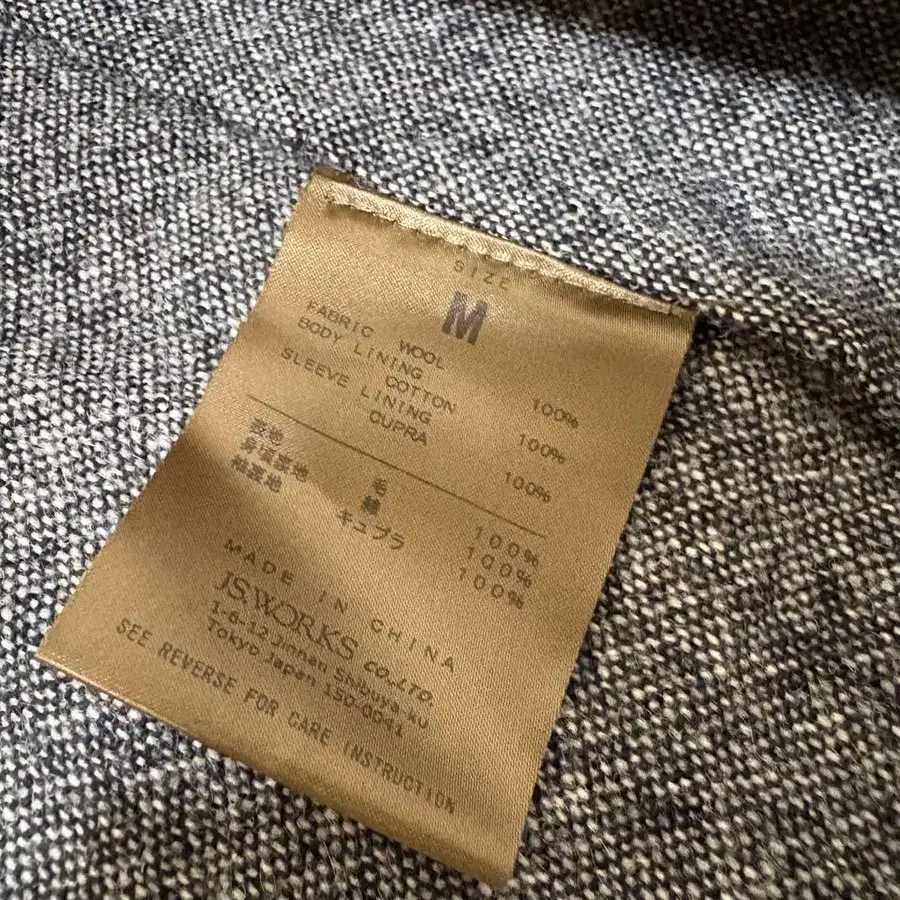 SIZE
M
FABRIC
WOOL 100%
BODY LINING
COTTON 100%
SLEEVE LINING
CUPRA 100%
表地 毛 100%
身頃裏地 綿 100%
袖裏地 キュプラ 100%
MADE IN CHINA
JS.WORKS CO.,LTD.
1-6-12 Jinnan Shibuya.ku
Tokyo Japan 150-0041
SEE REVERSE FOR CARE INSTRUCTION